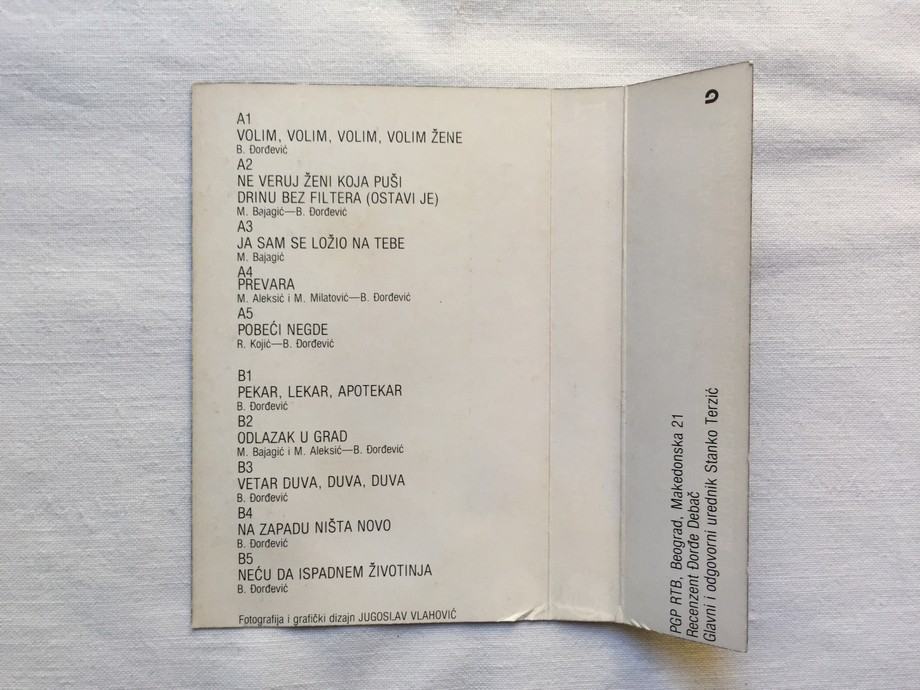 A1
VOLIM, VOLIM, VOLIM, VOLIM ŽENE
B. Đorđević
A2
NE VERUJ ŽENI KOJA PUŠI
DRINU BEZ FILTERA (OSTAVI JE)
M. Bajagić—B. Đorđević
A3
JA SAM SE LOŽIO NA TEBE
M. Bajagić
A4
PREVARA
M. Aleksić i M. Milatović—B. Đorđević
A5
POBEĆI NEGDE
R. Kojić—B. Đorđević
B1
PEKAR, LEKAR, APOTEKAR
B. Đorđević
B2
ODLAZAK U GRAD
M. Bajagić i M. Aleksić—B. Đorđević
B3
VETAR DUVA, DUVA, DUVA
B. Đorđević
B4
NA ZAPADU NIŠTA NOVO
B. Đorđević
B5
NEĆU DA ISPADNEM ŽIVOTINJA
B. Đorđević
Fotografija i grafički dizajn JUGOSLAV VLAHOVIĆ
PGP RTB, Beograd, Makedonska 21
Recenzent Đorđe Debač
Glavni i odgovorni urednik Stanko Terzić